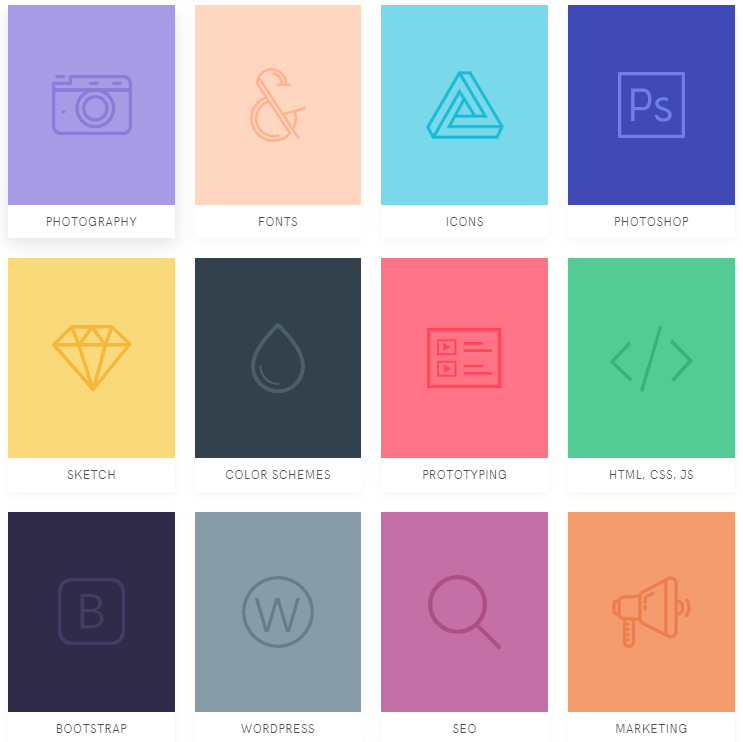 Ps
PHOTOGRAPHY
FONTS
ICONS
PHOTOSHOP
SKETCH
COLOR SCHEMES
PROTOTYPING
HTML, CSS, JS
B
W
BOOTSTRAP
WORDPRESS
SEO
MARKETING